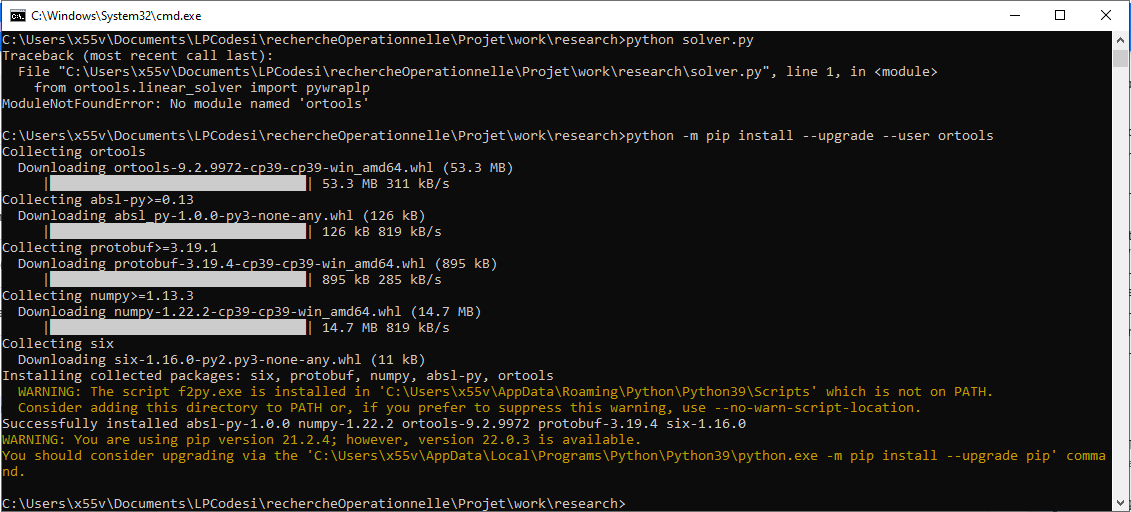 C:\Windows\System32\cmd.exe
C:\Users\x55v\Documents\LPCodesi\rechercheOperationnelle\Projet\work\research>python solver.py
Traceback (most recent call last):
  File "C:\Users\x55v\Documents\LPCodesi\rechercheOperationnelle\Projet\work\research\solver.py", line 1, in <module>
    from ortools.linear_solver import pywraplp
ModuleNotFoundError: No module named 'ortools'
C:\Users\x55v\Documents\LPCodesi\rechercheOperationnelle\Projet\work\research>python -m pip install --upgrade --user ortools
Collecting ortools
  Downloading ortools-9.2.9972-cp39-cp39-win_amd64.whl (53.3 MB)
     |                                | 53.3 MB 311 kB/s
Collecting absl-py>=0.13
  Downloading absl_py-1.0.0-py3-none-any.whl (126 kB)
     |                                | 126 kB 819 kB/s
Collecting protobuf>=3.19.1
  Downloading protobuf-3.19.4-cp39-cp39-win_amd64.whl (895 kB)
     |                                | 895 kB 285 kB/s
Collecting numpy>=1.13.3
  Downloading numpy-1.22.2-cp39-cp39-win_amd64.whl (14.7 MB)
     |                                | 14.7 MB 819 kB/s
Collecting six
  Downloading six-1.16.0-py2.py3-none-any.whl (11 kB)
Installing collected packages: six, protobuf, numpy, absl-py, ortools
  WARNING: The script f2py.exe is installed in 'C:\Users\x55v\AppData\Roaming\Python\Python39\Scripts' which is not on PATH.
  Consider adding this directory to PATH or, if you prefer to suppress this warning, use --no-warn-script-location.
Successfully installed absl-py-1.0.0 numpy-1.22.2 ortools-9.2.9972 protobuf-3.19.4 six-1.16.0
WARNING: You are using pip version 21.2.4; however, version 22.0.3 is available.
You should consider upgrading via the 'C:\Users\x55v\AppData\Local\Programs\Python\Python39\python.exe -m pip install --upgrade pip' comma
nd.
C:\Users\x55v\Documents\LPCodesi\rechercheOperationnelle\Projet\work\research>